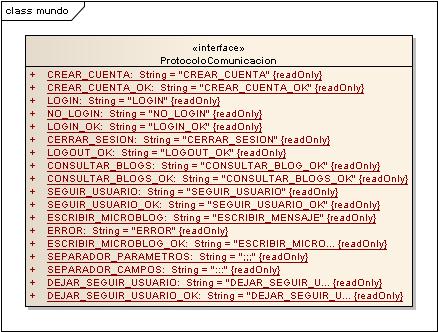 class mundo
«interface»
ProtocoloComunicacion
+ CREAR_CUENTA: String = "CREAR_CUENTA" {readOnly}
+ CREAR_CUENTA_OK: String = "CREAR_CUENTA_OK" {readOnly}
+ LOGIN: String = "LOGIN" {readOnly}
+ NO_LOGIN: String = "NO_LOGIN" {readOnly}
+ LOGIN_OK: String = "LOGIN_OK" {readOnly}
+ CERRAR_SESION: String = "CERRAR_SESION" {readOnly}
+ LOGOUT_OK: String = "LOGOUT_OK" {readOnly}
+ CONSULTAR_BLOGS: String = "CONSULTAR_BLOG_OK" {readOnly}
+ CONSULTAR_BLOGS_OK: String = "CONSULTAR_BLOGS_OK" {readOnly}
+ SEGUIR_USUARIO: String = "SEGUIR_USUARIO" {readOnly}
+ SEGUIR_USUARIO_OK: String = "SEGUIR_USUARIO_OK" {readOnly}
+ ESCRIBIR_MICROBLOG: String = "ESCRIBIR_MENSAJE" {readOnly}
+ ERROR: String = "ERROR" {readOnly}
+ ESCRIBIR_MICROBLOG_OK: String = "ESCRIBIR_MICRO... {readOnly}
+ SEPARADOR_PARAMETROS: String = ";;;" {readOnly}
+ SEPARADOR_CAMPOS: String = ":::" {readOnly}
+ DEJAR_SEGUIR_USUARIO: String = "DEJAR_SEGUIR_U... {readOnly}
+ DEJAR_SEGUIR_USUARIO_OK: String = "DEJAR_SEGUIR_U... {readOnly}